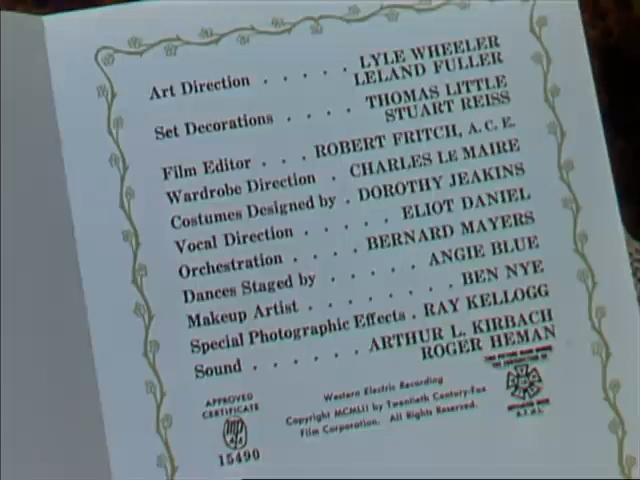 Art Direction . . . . . LYLE WHEELER
LELAND FULLER
Set Decorations . . . . THOMAS LITTLE
STUART REISS
Film Editor . . . ROBERT FRITCH, A. C. E.
Wardrobe Direction . CHARLES LE MAIRE
Costumes Designed by . DOROTHY JEAKINS
Vocal Direction . . . . . ELIOT DANIEL
Orchestration . . . . BERNARD MAYERS
Dances Staged by . . . . . ANGIE BLUE
Makeup Artist . . . . . . . . BEN NYE
Special Photographic Effects . RAY KELLOGG
Sound . . . . . . ARTHUR L. KIRBACH
ROGER HEMAN
APPROVED
CERTIFICATE
15490
Western Electric Recording
Copyright MCMLII by Twentieth Century-Fox
Film Corporation. All Rights Reserved.